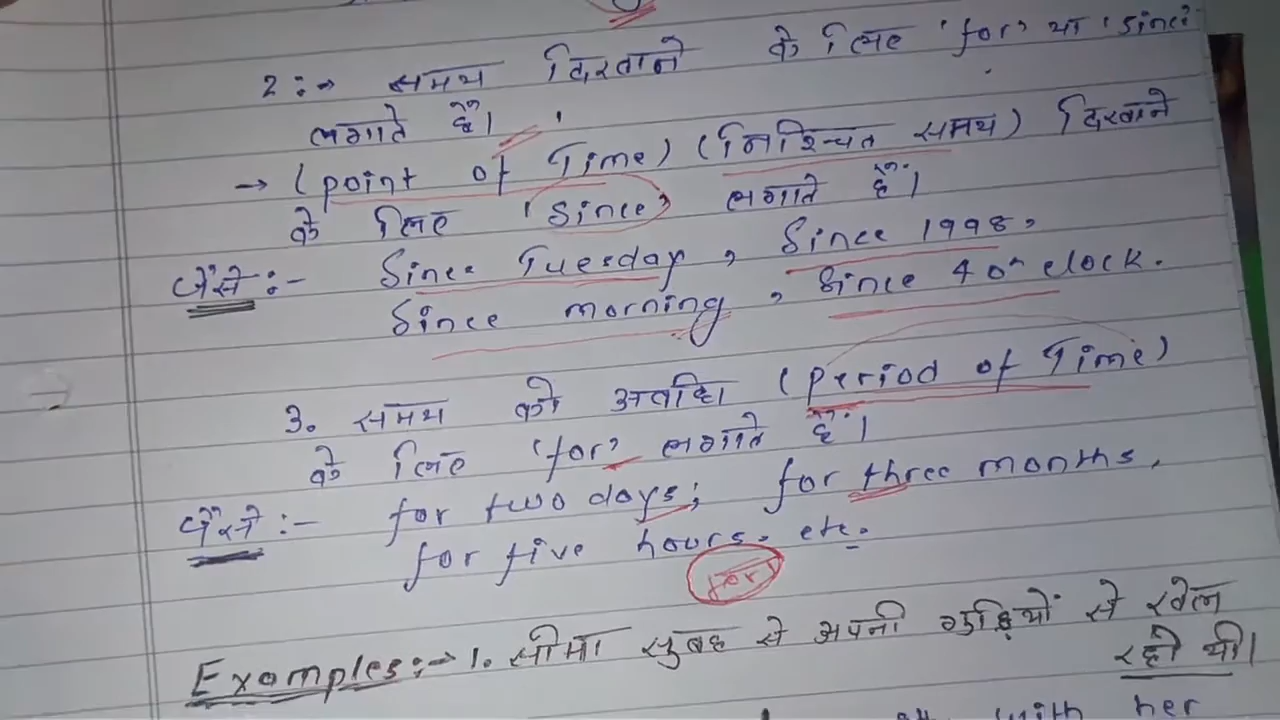 2:→ समय दिखाने के लिए 'for' या 'since'
लगाते हैं।
→ (point of Time) (निश्चित समय) दिखाने
के लिए 'Since' लगाते हैं।
जैसे:- Since Tuesday, Since 1998,
Since morning, Since 4 o'clock.
3. समय की अवधि (Period of Time)
के लिए 'for' लगाते हैं।
जैसे:- for two days; for three months,
for five hours. etc.
for
Examples:→ 1. सीमा सुबह से अपनी गुड़ियों से खेल
रही थी।
with her